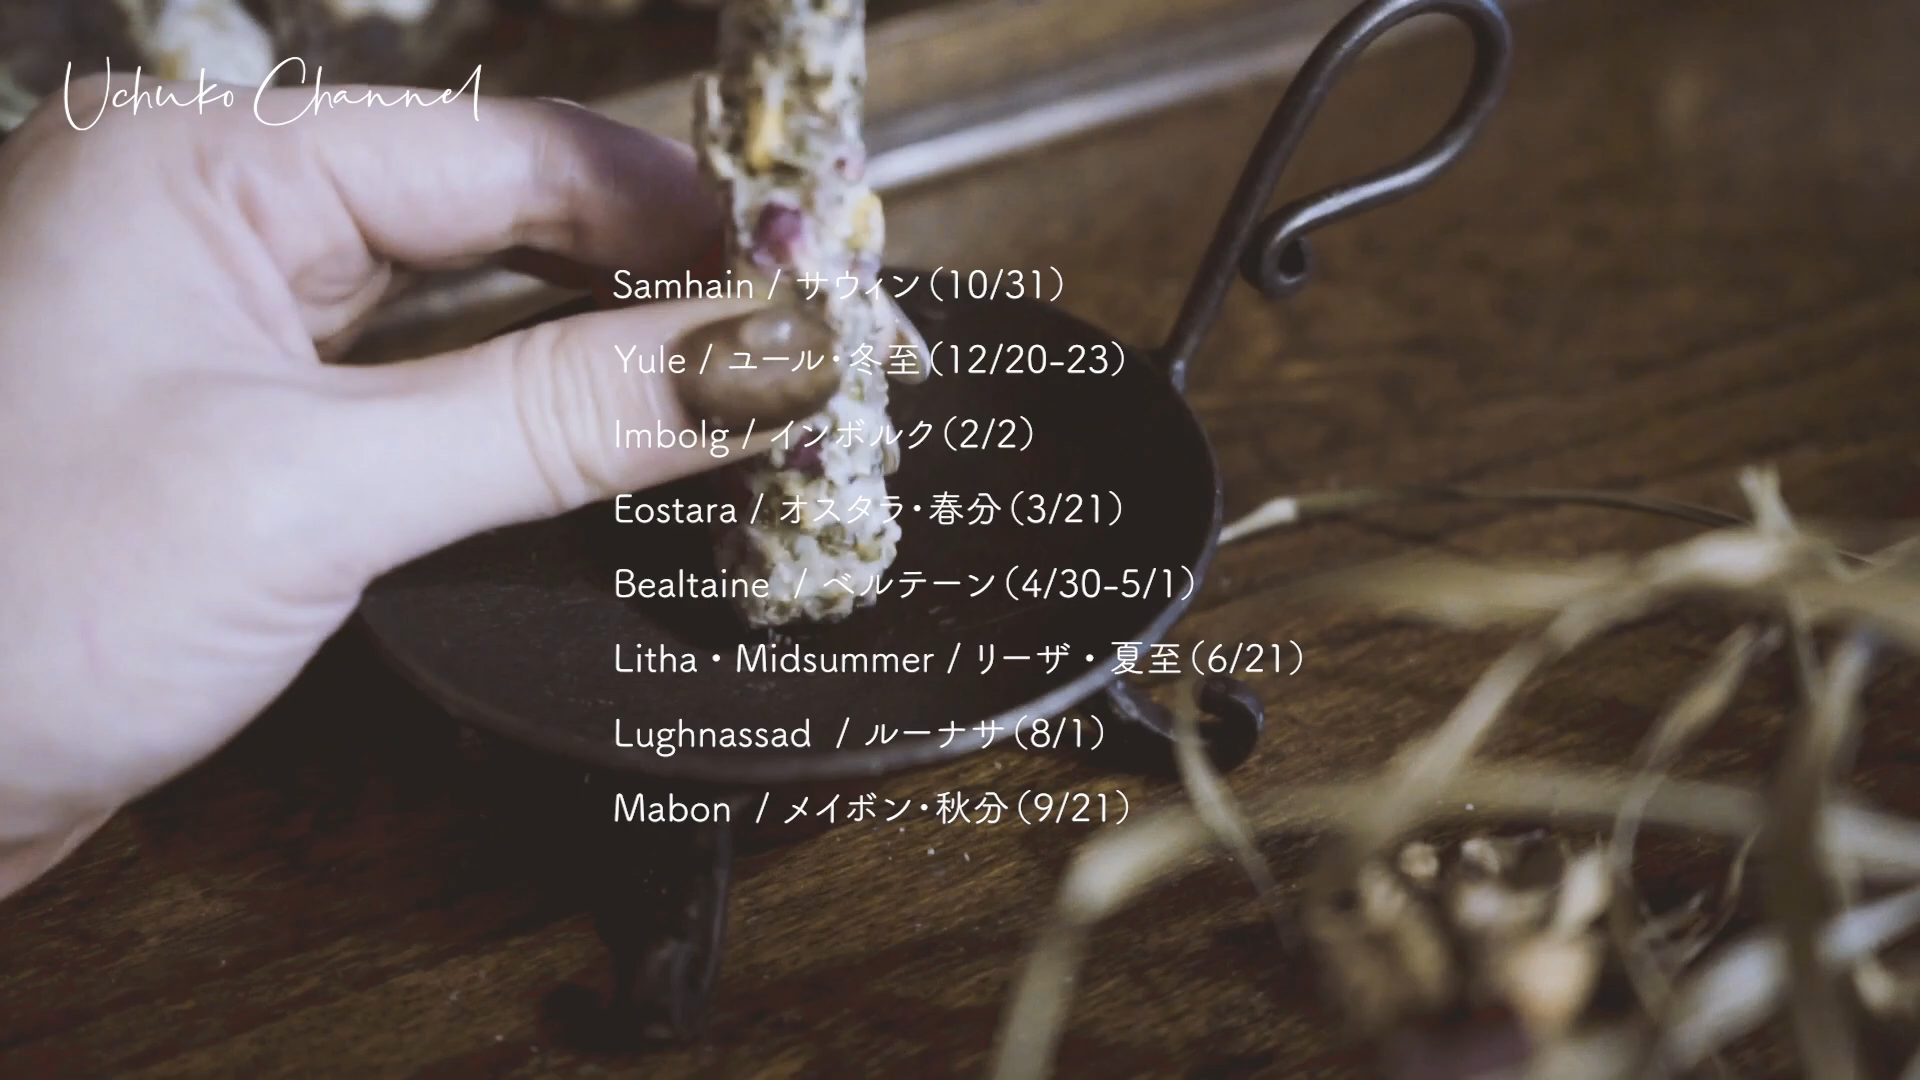 Uchuko Channel
Samhain / サウィン（10/31）
Yule / ユール・冬至（12/20-23）
Imbolg / インボルク（2/2）
Eostara / オスタラ・春分（3/21）
Bealtaine / ベルテーン（4/30-5/1）
Litha・Midsummer / リーザ・夏至（6/21）
Lughnassad / ルーナサ（8/1）
Mabon / メイボン・秋分（9/21）